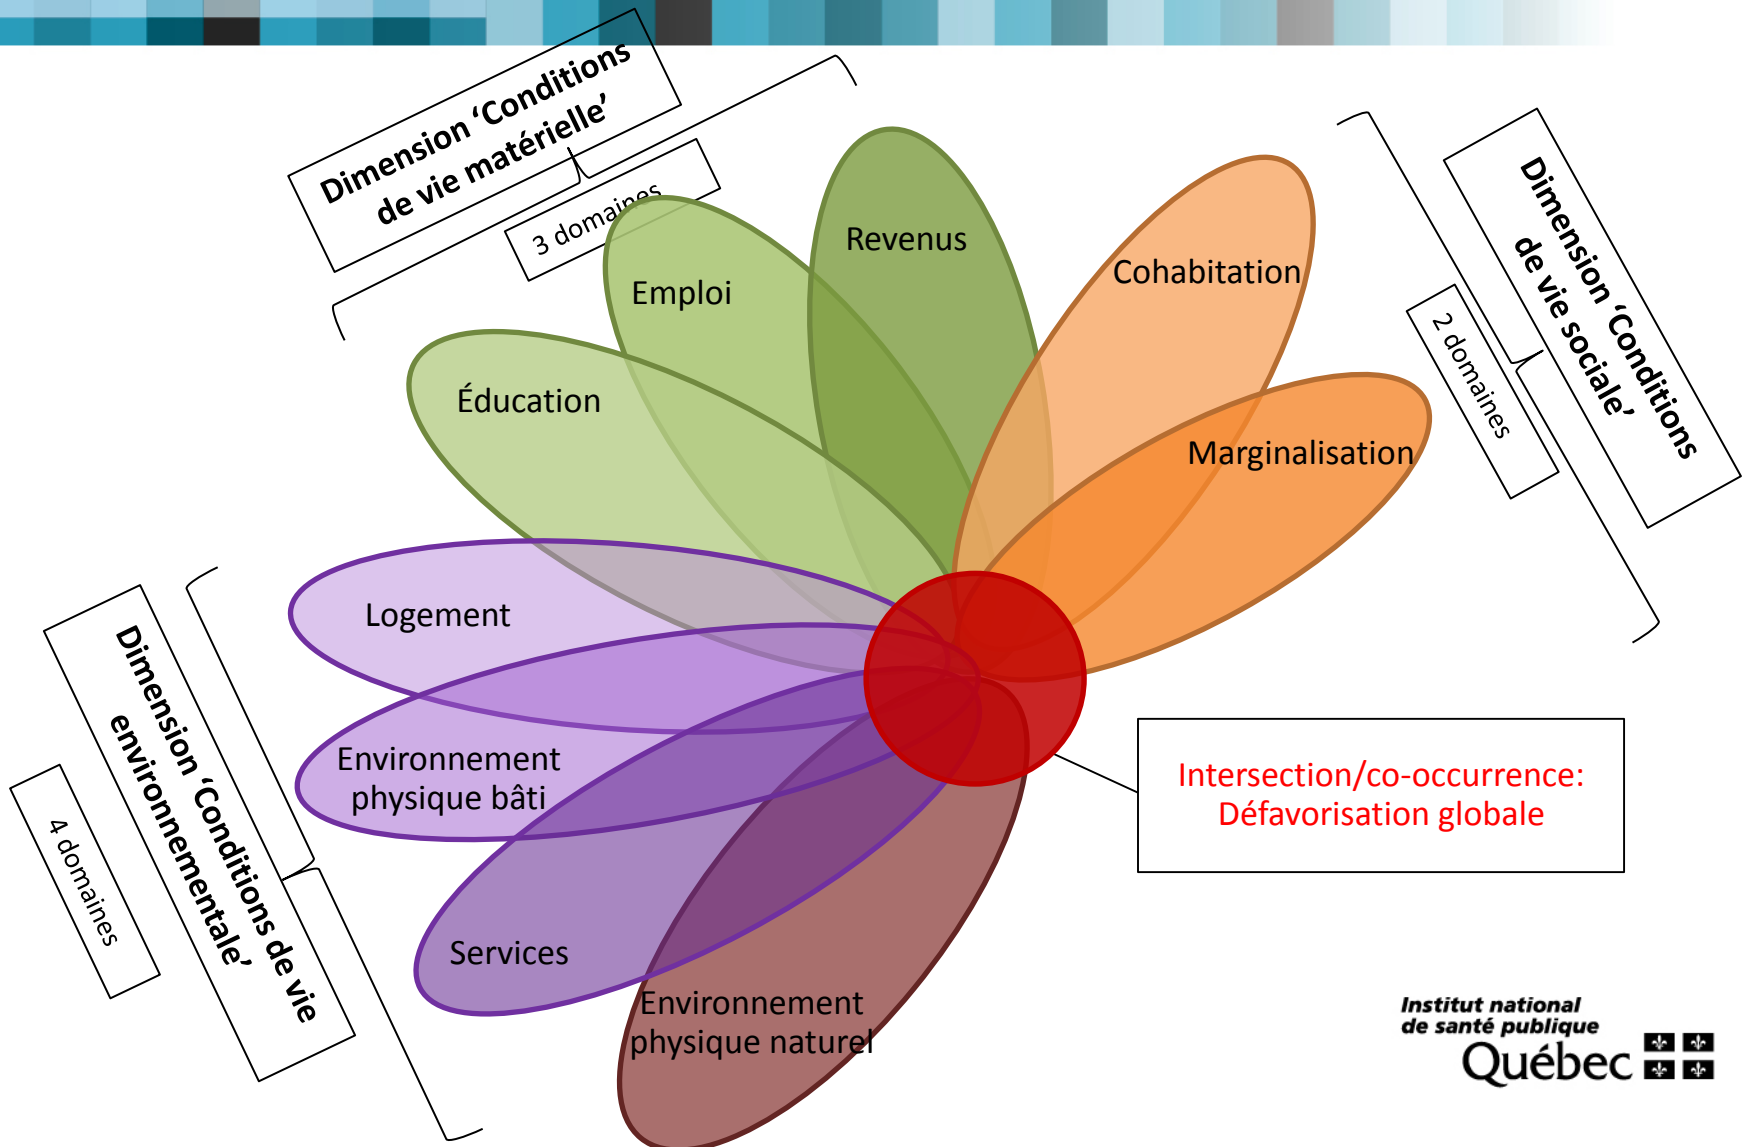 Dimension ‘Conditions
de vie matérielle’
3 domaines
Revenus
Emploi
Éducation
Cohabitation
Marginalisation
Dimension ‘Conditions
de vie sociale’
2 domaines
Logement
Environnement
physique bâti
Services
Environnement
physique naturel
Dimension ‘Conditions de vie
environnementale’
4 domaines
Intersection/co-occurrence:
Défavorisation globale
Institut national
de santé publique
Québec